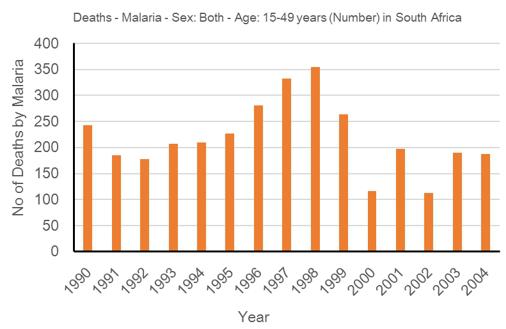 Deaths - Malaria - Sex: Both - Age: 15-49 years (Number) in South Africa
No of Deaths by Malaria
400
350
300
250
200
150
100
50
0
1990 1991 1992 1993 1994 1995 1996 1997 1998 1999 2000 2001 2002 2003 2004
Year